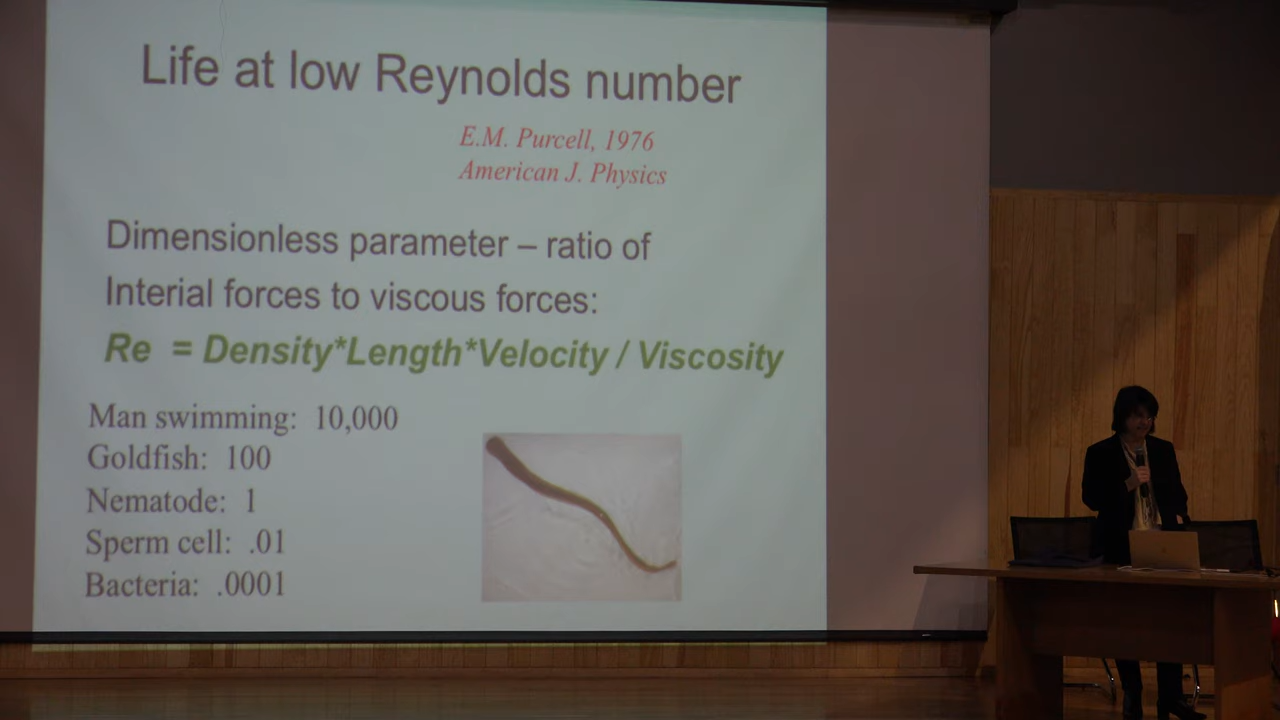 Life at low Reynolds number
E.M. Purcell, 1976
American J. Physics
Dimensionless parameter – ratio of
Interial forces to viscous forces:
Re = Density*Length*Velocity / Viscosity
Man swimming: 10,000
Goldfish: 100
Nematode: 1
Sperm cell: .01
Bacteria: .0001